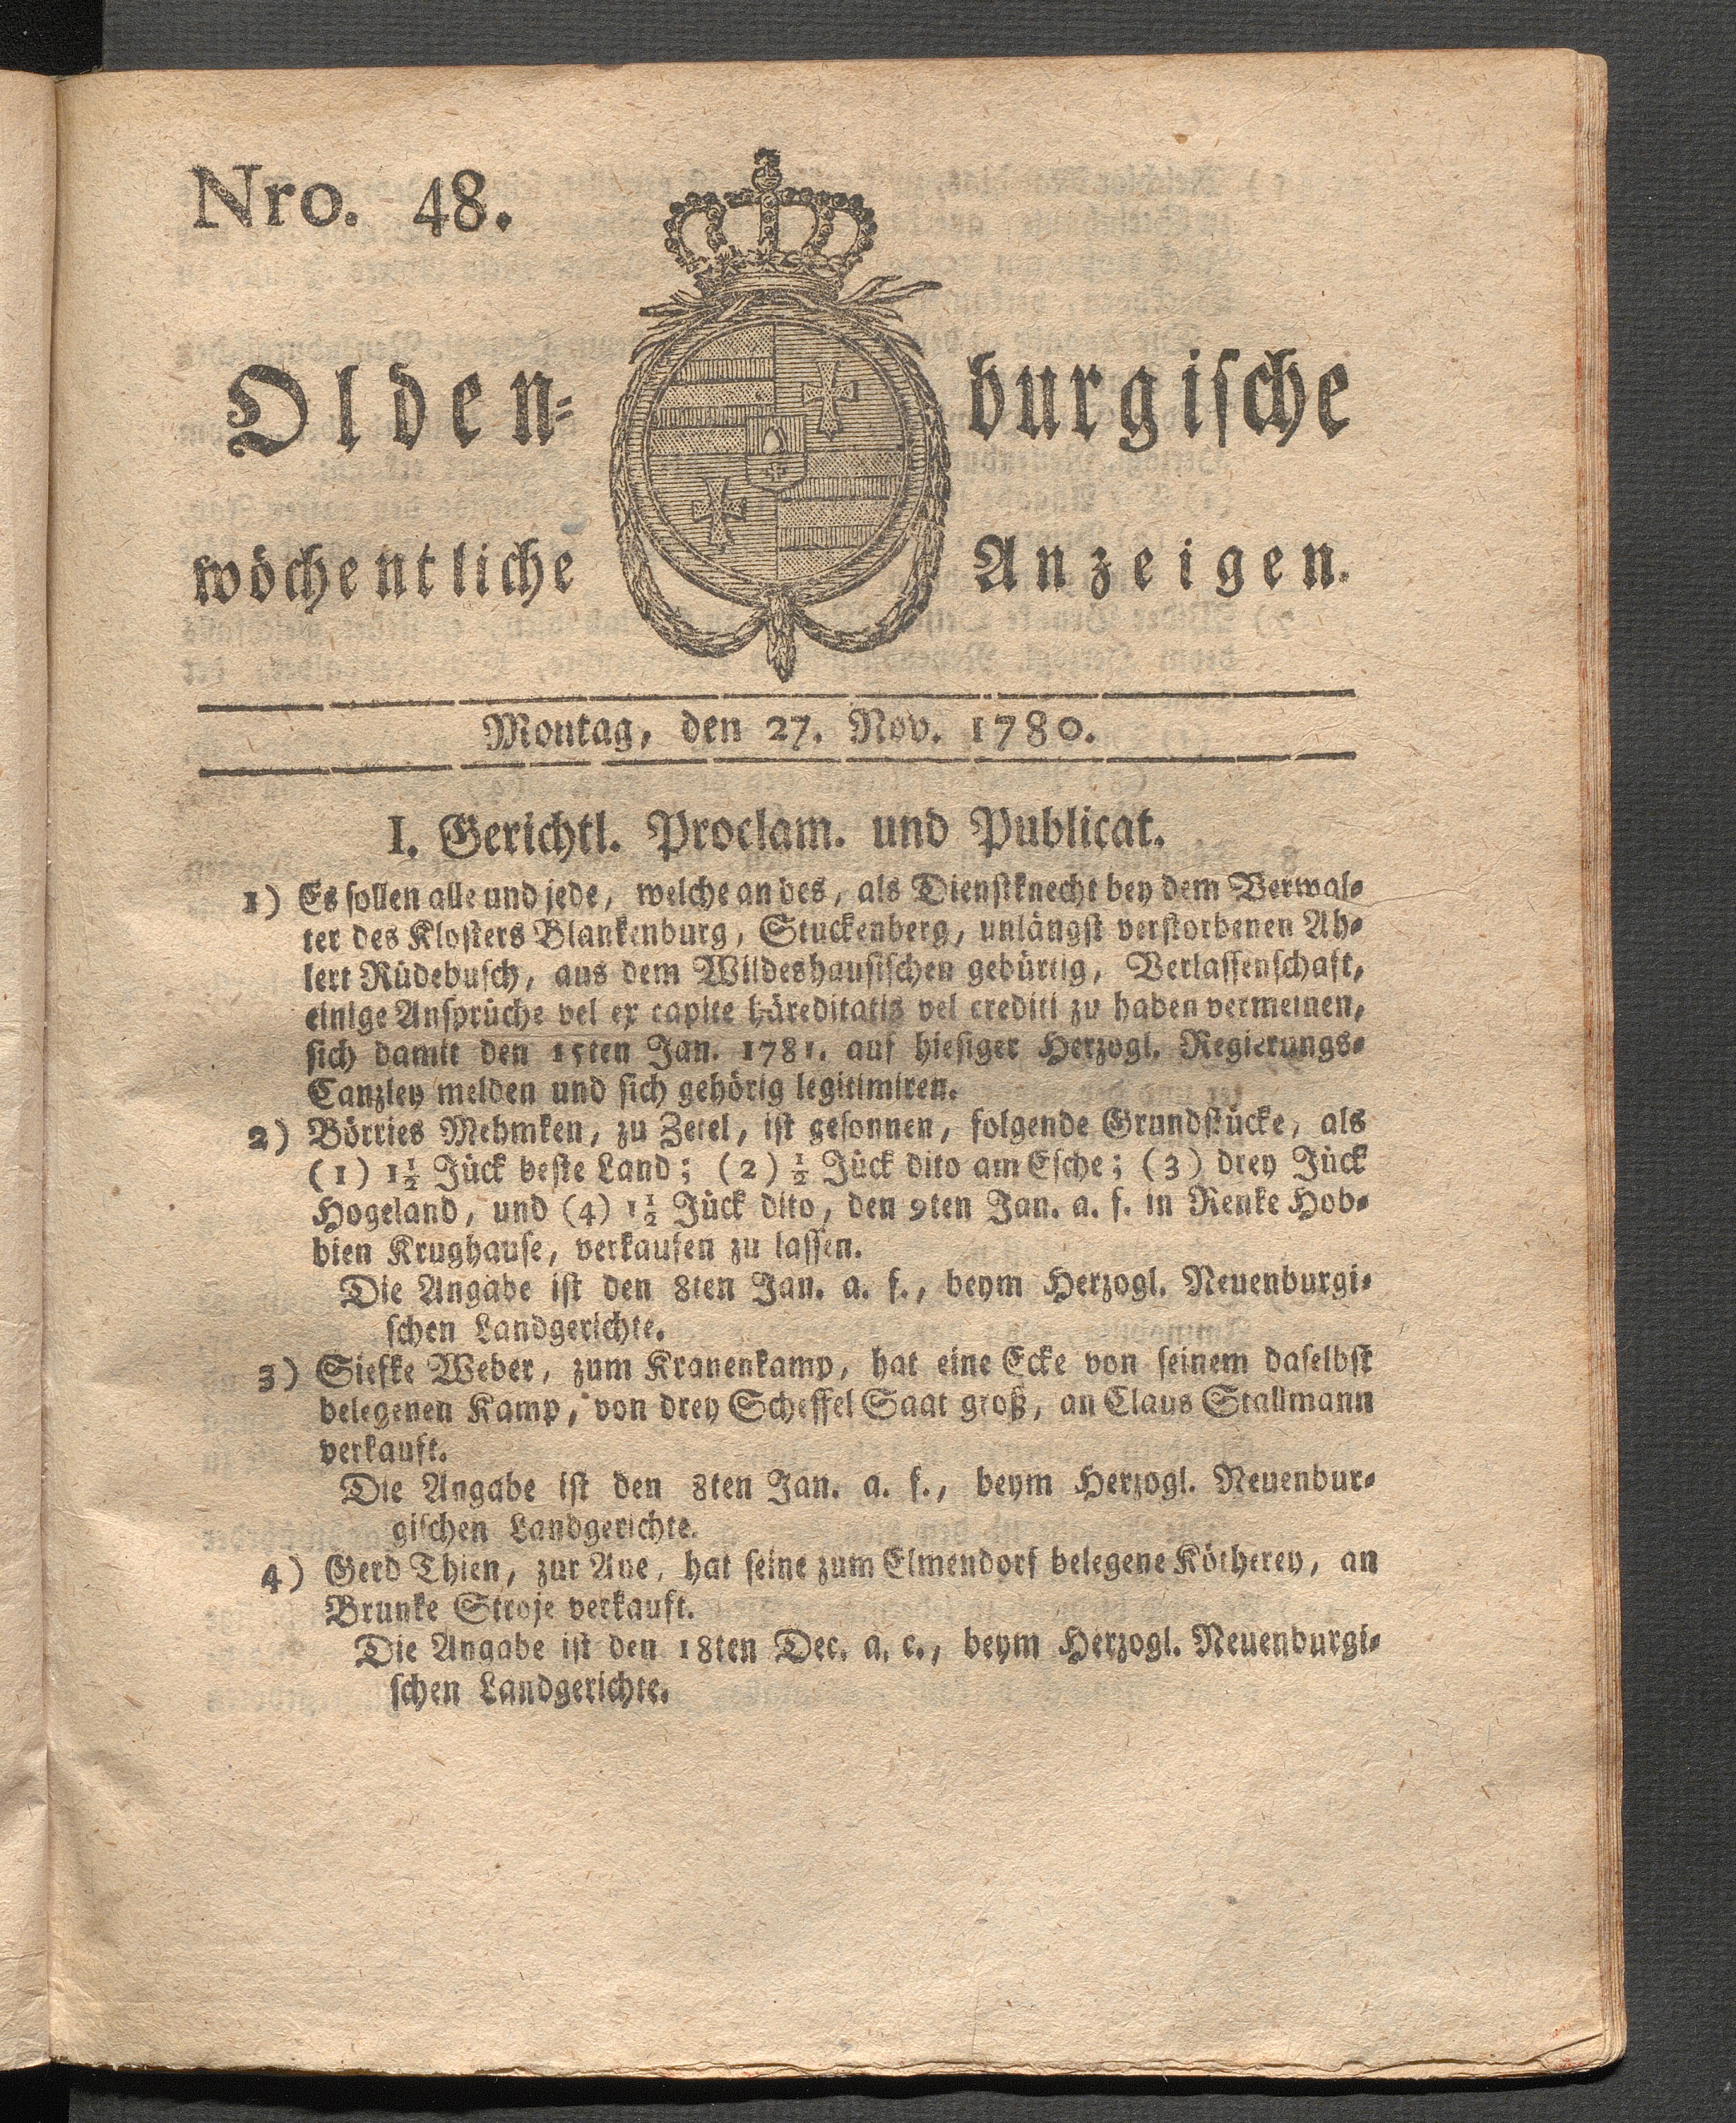 Nro. 48.
Olden= burgische
wöchentliche Anzeigen.
Montag, den 27. Nov. 1780.
I. Gerichtl. Proclam. und Publicat.
1) Es sollen alle und jede, welche an des, als Dienstknecht bey dem Verwal=
ter des Klosters Blankenburg, Stuckenberg, unlängst verstorbenen Ah=
lert Rüdebusch, aus dem Wildeshausischen gebürtig, Verlassenschaft,
einige Ansprüche vel ex capite häreditatis vel crediti zu haben vermeinen,
sich damit den 15ten Jan. 1781. auf hiesiger Herzogl. Regierungs=
Canzley melden und sich gehörig legitimiren.
2) Börries Mehmken, zu Zetel, ist gesonnen, folgende Grundstücke, als
(1) 1½ Jück beste Land; (2) ½ Jück dito am Esche; (3) drey Jück
Hogeland, und (4) 1½ Jück dito, den 9ten Jan. a. f. in Renke Hob=
bien Krughause, verkaufen zu lassen.
Die Angabe ist den 8ten Jan. a. f., beym Herzogl. Neuenburgi=
schen Landgerichte.
3) Siefke Weber, zum Kranenkamp, hat eine Ecke von seinem daselbst
belegenen Kamp, von drey Scheffel Saat groß, an Claus Stallmann
verkauft.
Die Angabe ist den 8ten Jan. a. f., beym Herzogl. Neuenbur=
gischen Landgerichte.
4) Gerd Thien, zur Aue, hat seine zum Elmendorf belegene Kötherey, an
Brunke Stroje verkauft.
Die Angabe ist den 18ten Dec. a. c., beym Herzogl. Neuenburgi=
schen Landgerichte.